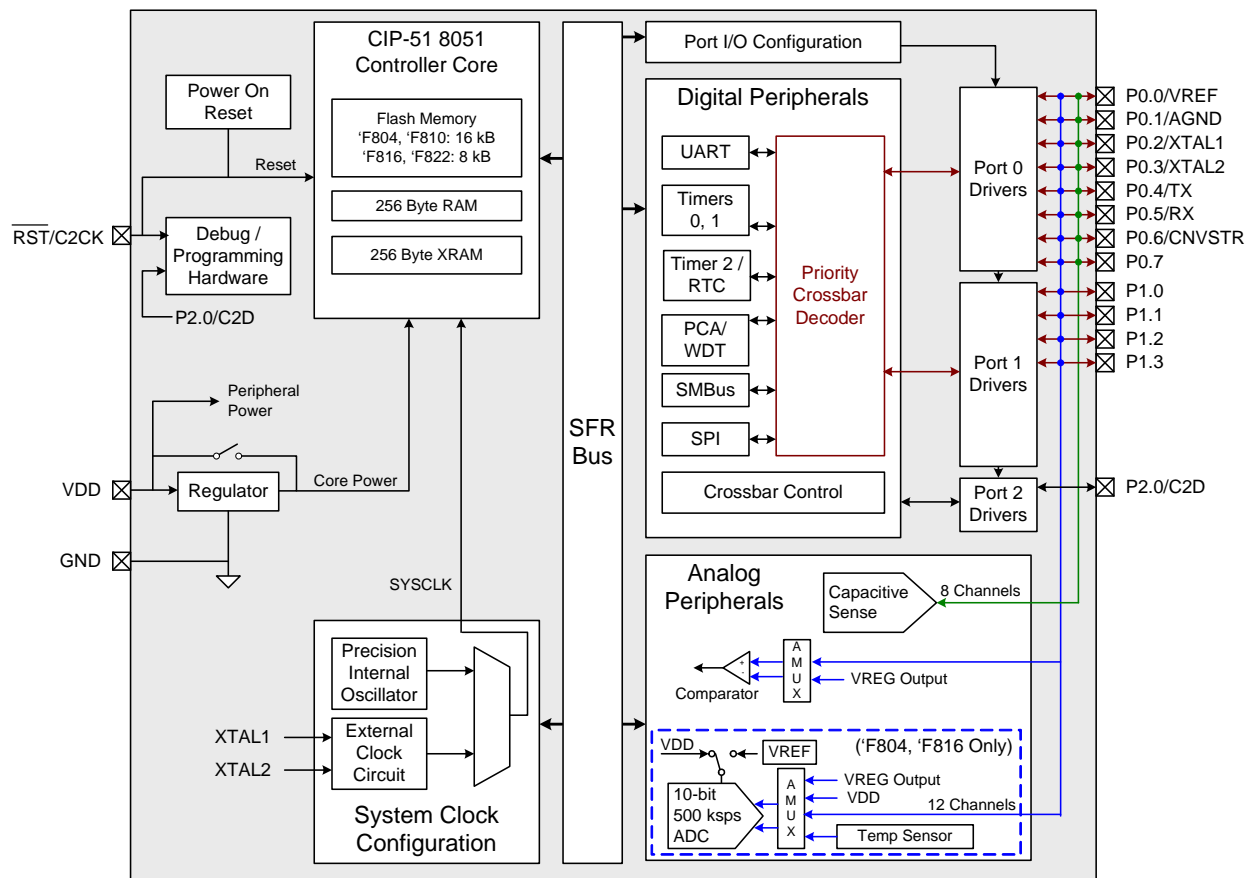 CIP-51 8051
Controller Core
Flash Memory
‘F804, ‘F810: 16 kB
‘F816, ‘F822: 8 kB
256 Byte RAM
256 Byte XRAM
Power On
Reset
Reset
RST/C2CK
Debug /
Programming
Hardware
P2.0/C2D
Peripheral
Power
VDD
Regulator
Core Power
GND
SYSCLK
Precision
Internal
Oscillator
XTAL1
XTAL2
External
Clock
Circuit
System Clock
Configuration
SFR
Bus
Port I/O Configuration
Digital Peripherals
UART
Timers
0, 1
Timer 2 /
RTC
PCA/
WDT
SMBus
SPI
Priority
Crossbar
Decoder
Crossbar Control
Port 0
Drivers
Port 1
Drivers
Port 2
Drivers
P0.0/VREF
P0.1/AGND
P0.2/XTAL1
P0.3/XTAL2
P0.4/TX
P0.5/RX
P0.6/CNVSTR
P0.7
P1.0
P1.1
P1.2
P1.3
P2.0/C2D
Analog
Peripherals
Capacitive
Sense
8 Channels
+
-
Comparator
AMUX
VREG Output
(‘F804, ‘F816 Only)
VDD
VREF
10-bit
500 ksps
ADC
AMUX
VREG Output
VDD
12 Channels
Temp Sensor